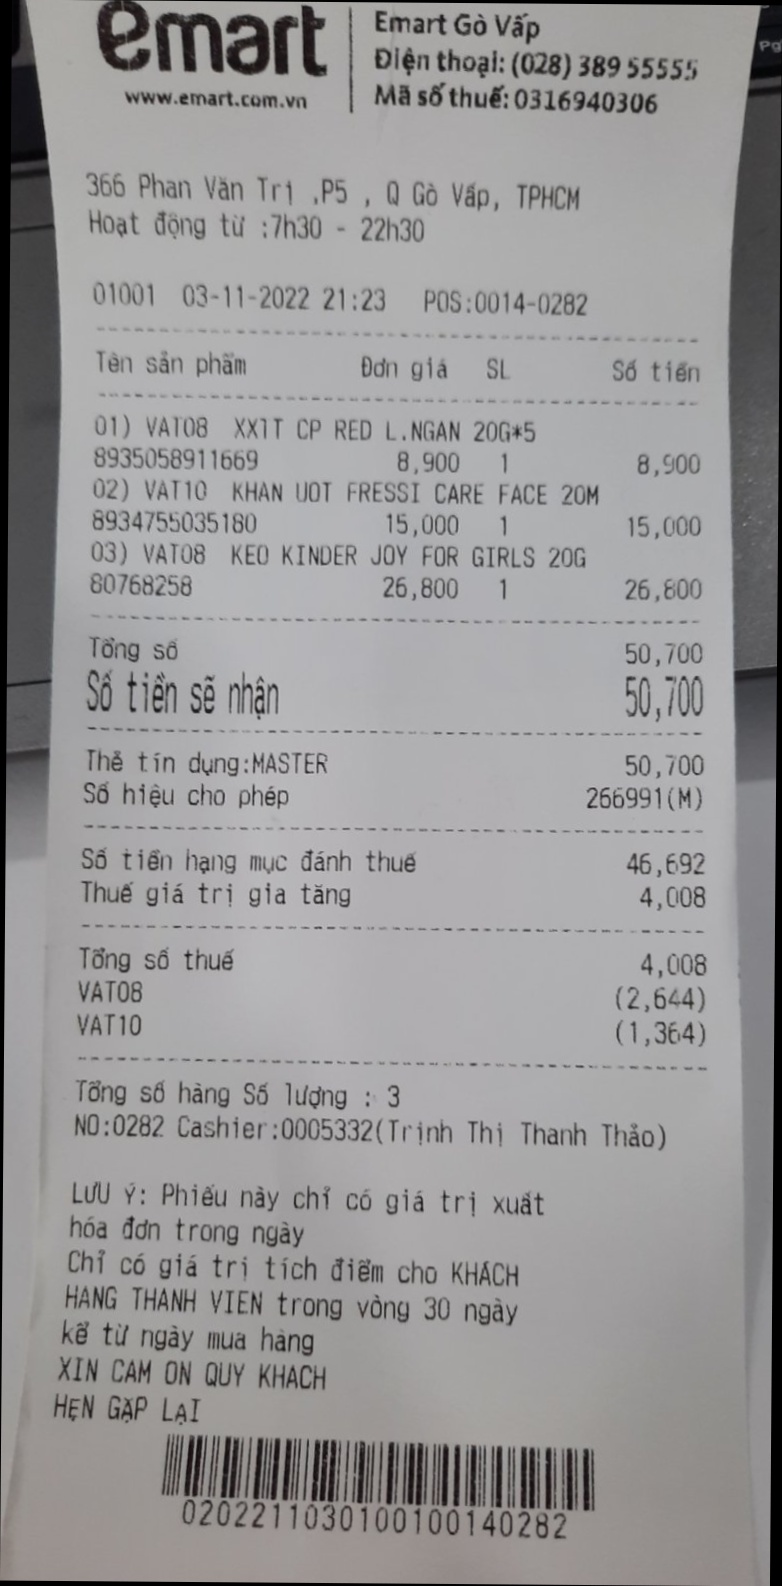 emart
www.emart.com.vn
Emart Gò Vấp
Điện thoại: (028) 389 55555
Mã số thuế: 0316940306
366 Phan Văn Trị ,P5 , Q Gò Vấp, TPHCM
Hoạt động từ :7h30 - 22h30
01001 03-11-2022 21:23 POS:0014-0282
Tên sản phẩm Đơn giá SL Số tiền
01) VAT08 XX1T CP RED L.NGAN 20G*5
8935058911669 8,900 1 8,900
02) VAT10 KHAN UOT FRESSI CARE FACE 20M
8934755035180 15,000 1 15,000
03) VAT08 KEO KINDER JOY FOR GIRLS 20G
80768258 26,800 1 26,800
Tổng số 50,700
Số tiền sẽ nhận 50,700
Thẻ tín dụng:MASTER 50,700
Số hiệu cho phép 266991(M)
Số tiền hạng mục đánh thuế 46,692
Thuế giá trị gia tăng 4,008
Tổng số thuế 4,008
VAT08 (2,644)
VAT10 (1,364)
Tổng số hàng Số lượng : 3
NO:0282 Cashier:0005332(Trịnh Thị Thanh Thảo)
LƯU Ý: Phiếu này chỉ có giá trị xuất
hóa đơn trong ngày
Chỉ có giá trị tích điểm cho KHÁCH
HANG THANH VIEN trong vòng 30 ngày
kể từ ngày mua hàng
XIN CAM ON QUY KHACH
HẸN GẶP LẠI
0202211030100100140282